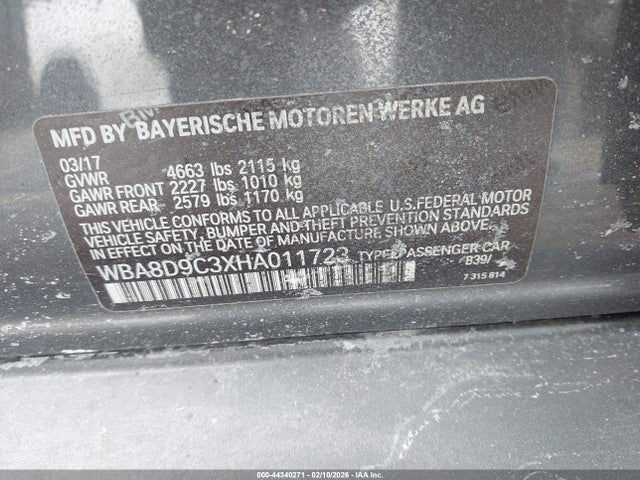 MFD BY BAYERISCHE MOTOREN WERKE AG
03/17
GVWR 4663 lbs 2115 kg
GAWR FRONT 2227 lbs 1010 kg
GAWR REAR 2579 lbs 1170 kg
THIS VEHICLE CONFORMS TO ALL APPLICABLE U.S.FEDERAL MOTOR
VEHICLE SAFETY, BUMPER AND THEFT PREVENTION STANDARDS
IN EFFECT ON THE DATE OF MANUFACTURE SHOWN ABOVE.
WBA8D9C3XHA011723 TYPE: PASSENGER CAR
B39/
7 315 814
000-44340271 - 02/10/2026 - © IAA Inc.